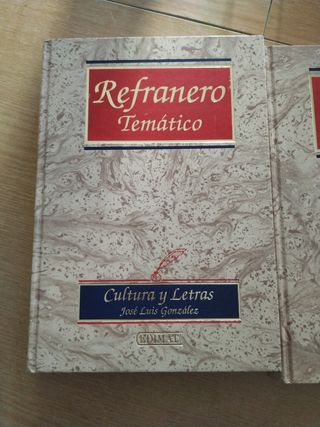 Refranero
Temático
Cultura y Letras
José Luis González
EDIMAT